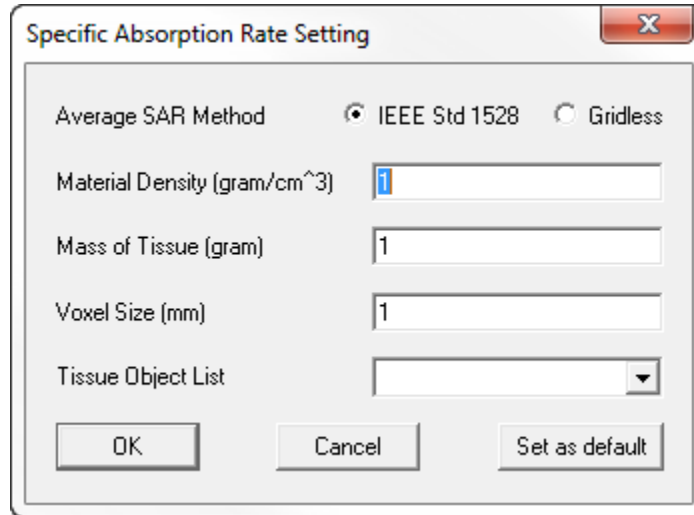 Specific Absorption Rate Setting
Average SAR Method IEEE Std 1528 Gridless
Material Density (gram/cm^3) 1
Mass of Tissue (gram) 1
Voxel Size (mm) 1
Tissue Object List
OK Cancel Set as default